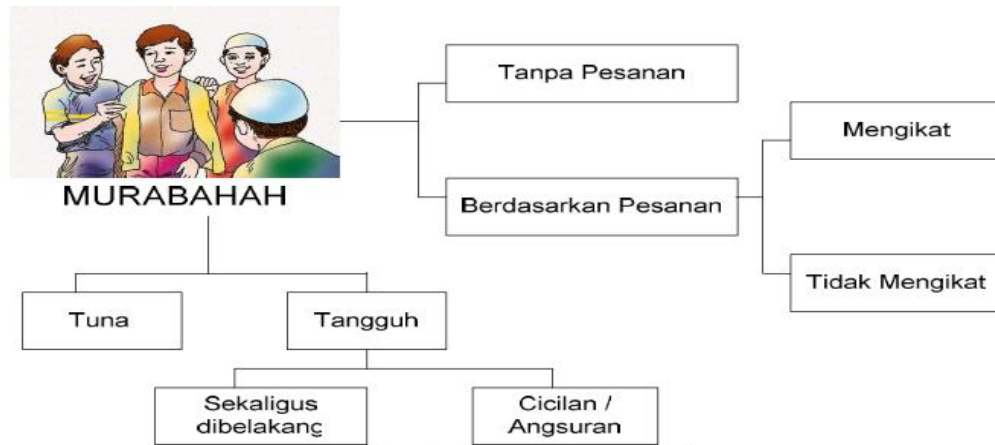 Tanpa Pesanan
Mengikat
MURABAHAH
Berdasarkan Pesanan
Tidak Mengikat
Tuna
Tangguh
Sekaligus
dibelakang
Cicilan /
Angsuran